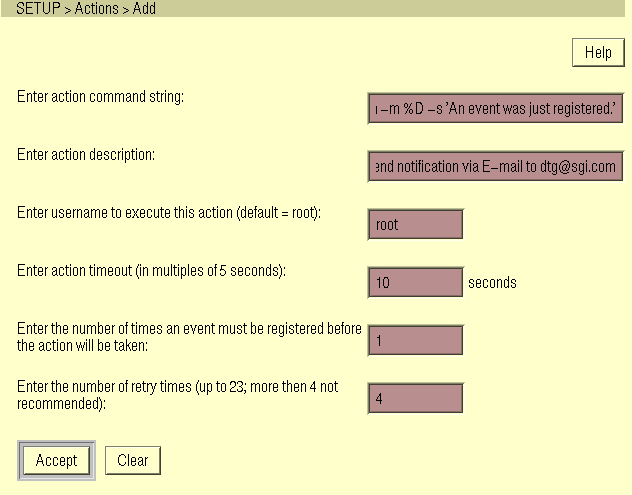 SETUP > Actions > Add
Help
Enter action command string:
–m %D –s 'An event was just registered.'
Enter action description:
end notification via E–mail to dtg@sgi.com
Enter username to execute this action (default = root):
root
Enter action timeout (in multiples of 5 seconds):
10 seconds
Enter the number of times an event must be registered before
the action will be taken:
1
Enter the number of retry times (up to 23; more then 4 not
recommended):
4
Accept Clear